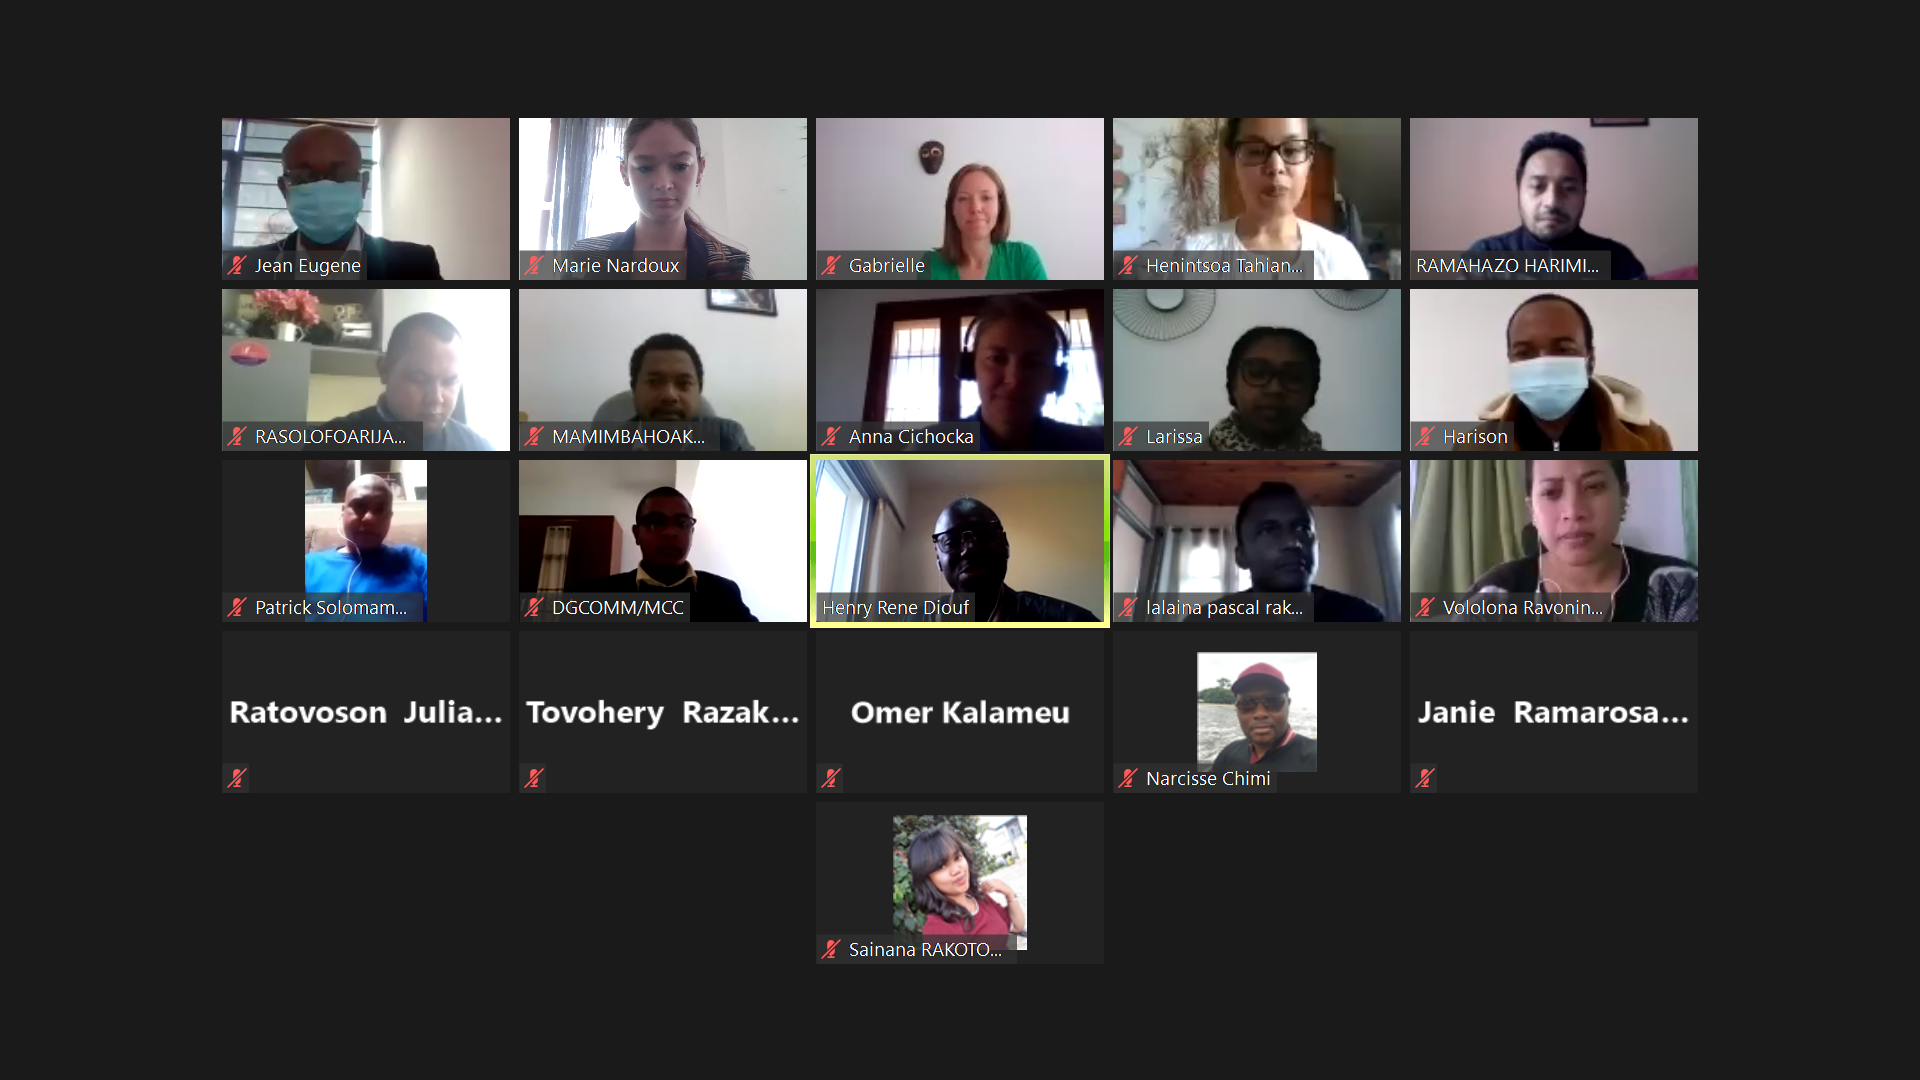 Jean Eugene
Marie Nardoux
Gabrielle
Henintsoa Tahian...
RAMAHAZO HARIMI...
RASOLOFOARIJA...
MAMIMBAHOAK...
Anna Cichocka
Larissa
Harison
Patrick Solomam...
DGCOMM/MCC
Henry Rene Diouf
lalaina pascal rak...
Vololona Ravonin...
Ratovoson Julia...
Tovohery Razak...
Omer Kalameu
Narcisse Chimi
Janie Ramarosa...
Sainana RAKOTO...